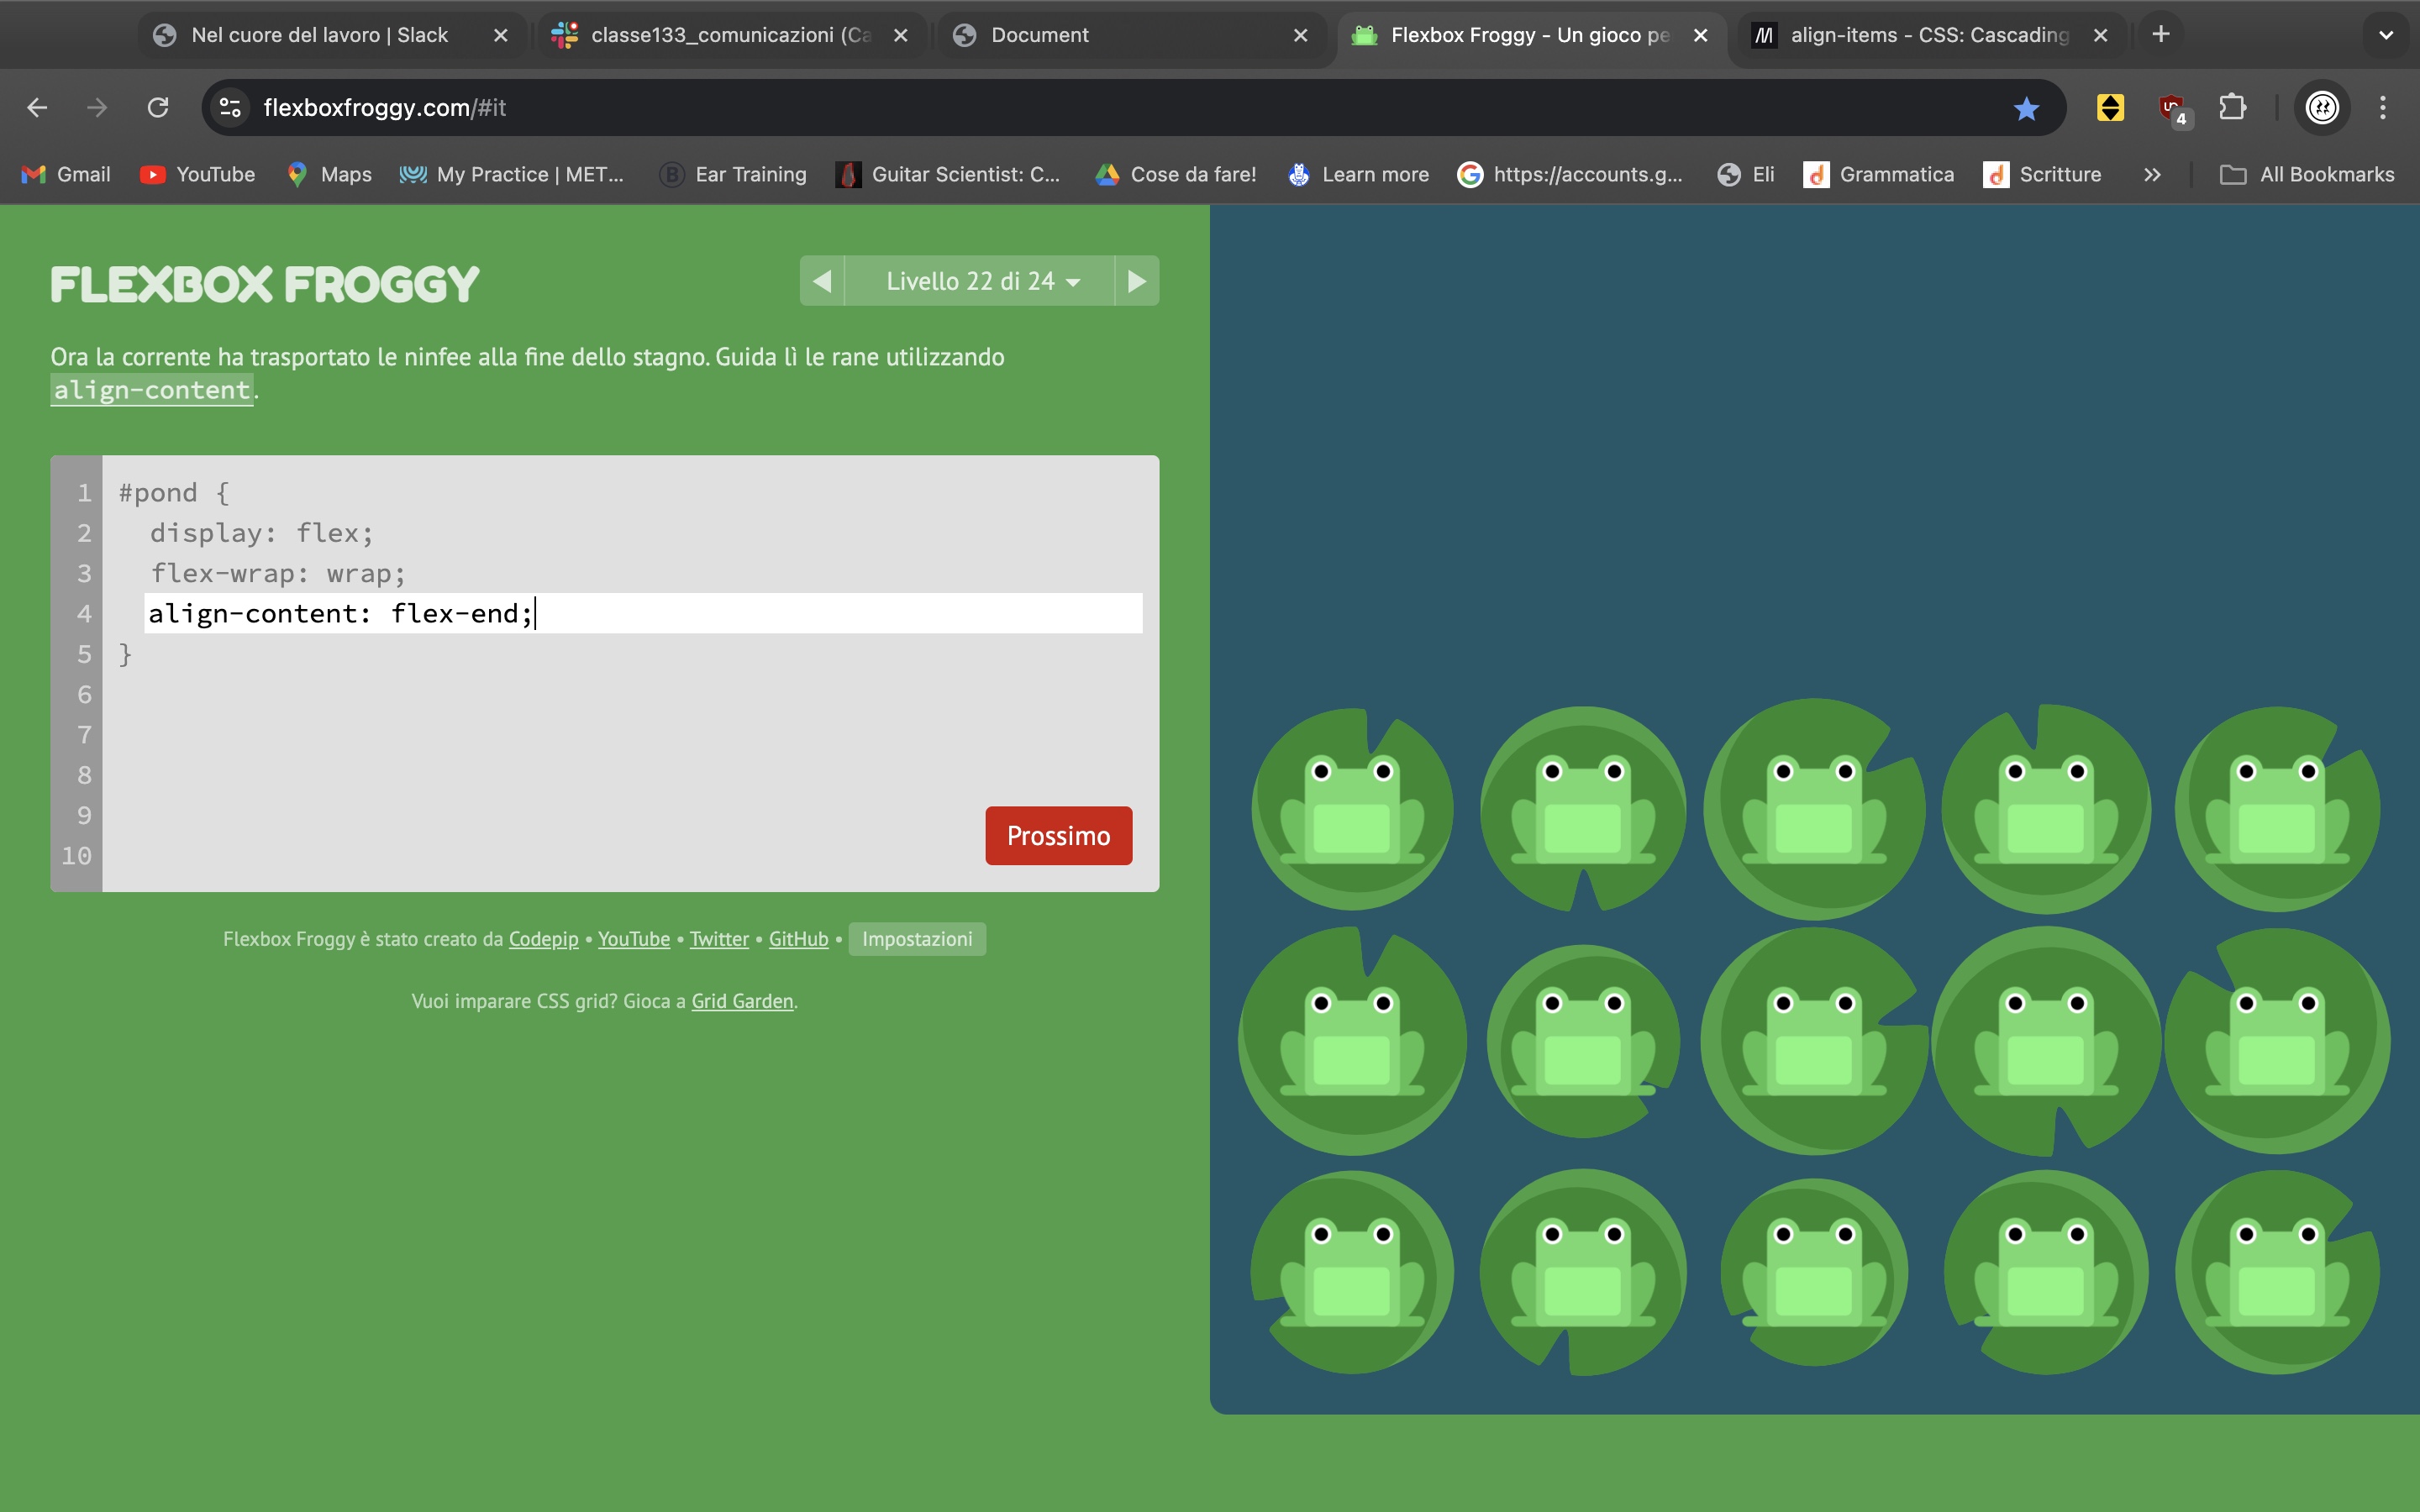 Nel cuore del lavoro | Slack
classe133_comunicazioni (Ca
Document
Flexbox Froggy - Un gioco pe
align-items - CSS: Cascading
flexboxfroggy.com/#it
4
Gmail
YouTube
Maps
My Practice | MET...
Ear Training
Guitar Scientist: C...
Cose da fare!
Learn more
https://accounts.g...
Eli
Grammatica
Scritture
All Bookmarks
FLEXBOX FROGGY
Livello 22 di 24
Ora la corrente ha trasportato le ninfee alla fine dello stagno. Guida lì le rane utilizzando
align-content.
1 #pond {
2 display: flex;
3 flex-wrap: wrap;
4 align-content: flex-end;
5 }
6
7
8
9
10
Prossimo
Flexbox Froggy è stato creato da Codepip • YouTube • Twitter • GitHub • Impostazioni
Vuoi imparare CSS grid? Gioca a Grid Garden.